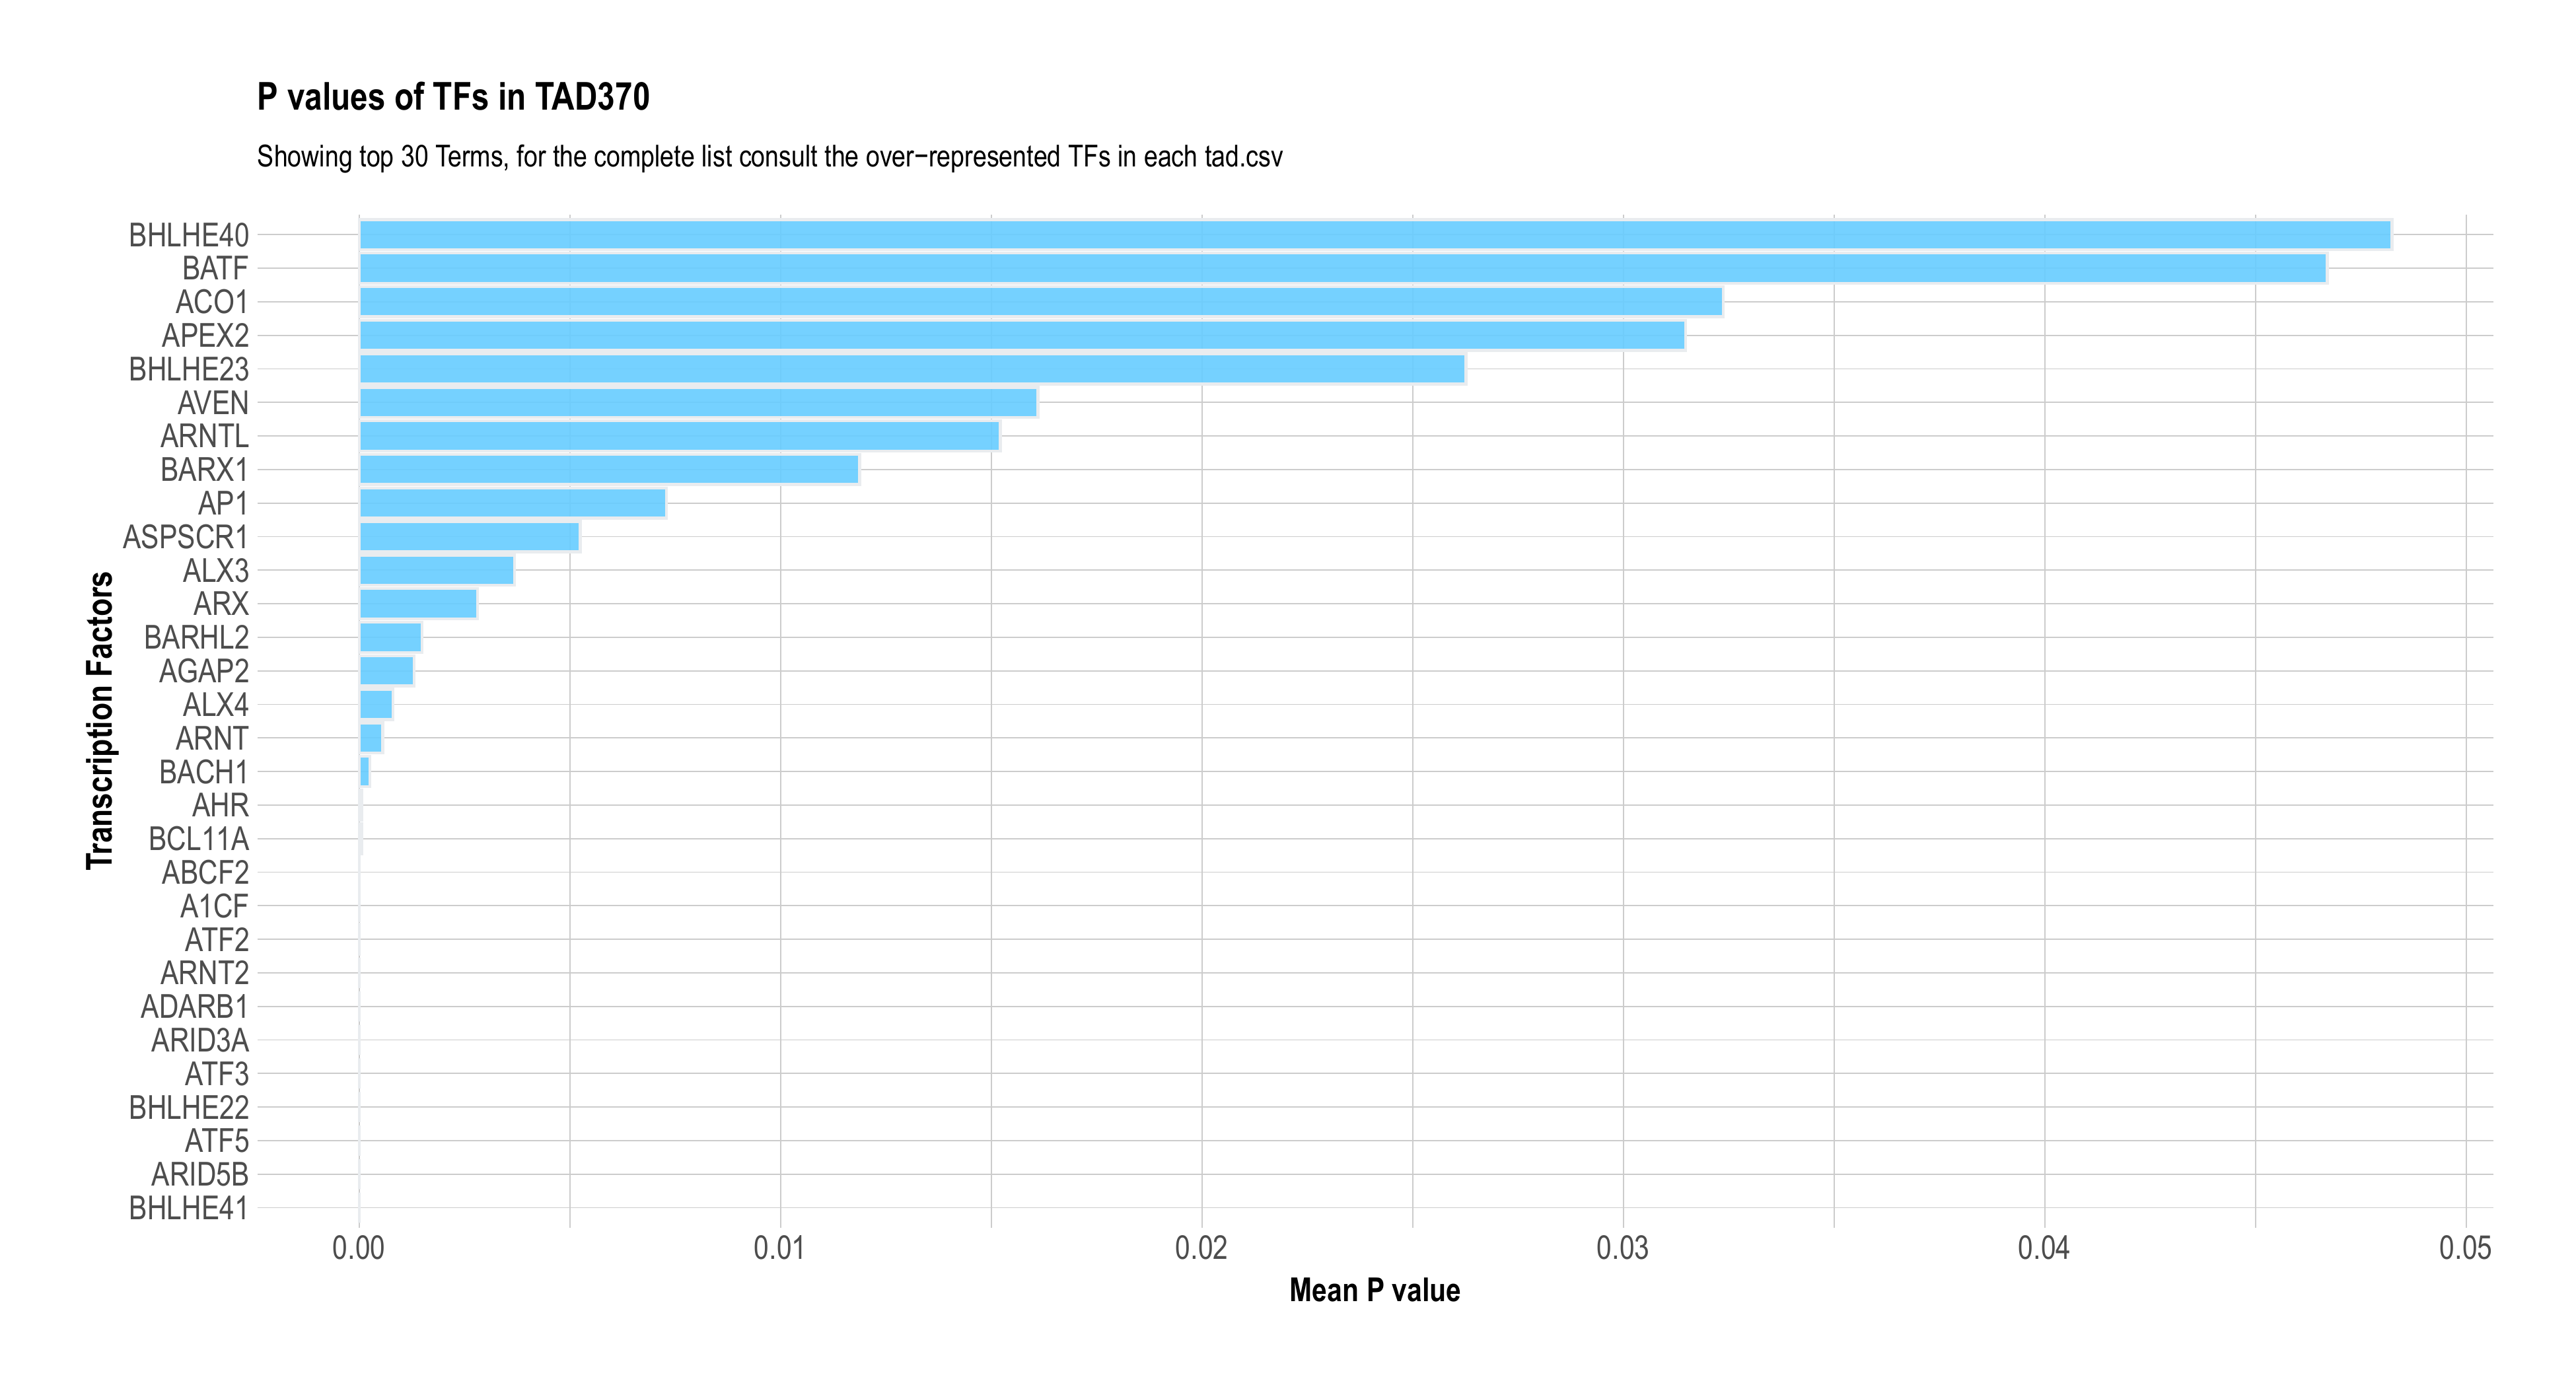 P values of TFs in TAD370
Showing top 30 Terms, for the complete list consult the over−represented TFs in each tad.csv
Transcription Factors
BHLHE40
BATF
ACO1
APEX2
BHLHE23
AVEN
ARNTL
BARX1
AP1
ASPSCR1
ALX3
ARX
BARHL2
AGAP2
ALX4
ARNT
BACH1
AHR
BCL11A
ABCF2
A1CF
ATF2
ARNT2
ADARB1
ARID3A
ATF3
BHLHE22
ATF5
ARID5B
BHLHE41
0.00 0.01 0.02 0.03 0.04 0.05
Mean P value